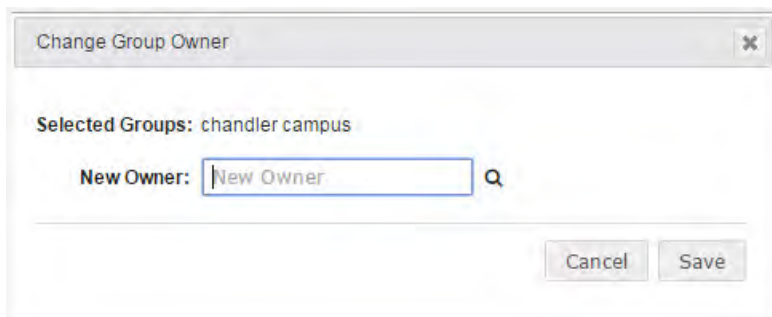 Change Group Owner
Selected Groups: chandler campus
New Owner: New Owner
Cancel Save